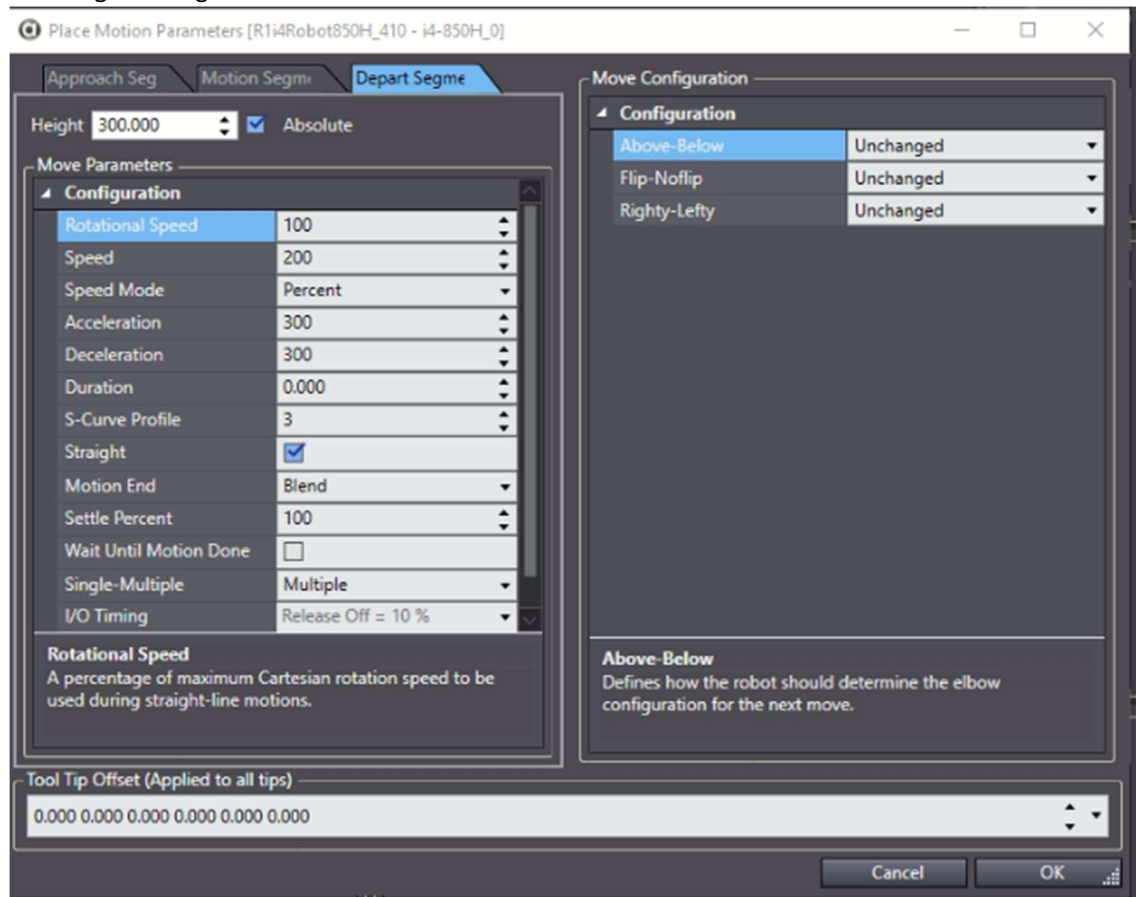 Place Motion Parameters [R1i4Robot850H_410 - i4-850H_0]
Approach Seg Motion Segme Depart Segme
Height 300.000 Absolute
Move Parameters
Configuration
Rotational Speed 100
Speed 200
Speed Mode Percent
Acceleration 300
Deceleration 300
Duration 0.000
S-Curve Profile 3
Straight
Motion End Blend
Settle Percent 100
Wait Until Motion Done
Single-Multiple Multiple
I/O Timing Release Off = 10 %
Rotational Speed
A percentage of maximum Cartesian rotation speed to be
used during straight-line motions.
Move Configuration
Configuration
Above-Below Unchanged
Flip-Noflip Unchanged
Righty-Lefty Unchanged
Above-Below
Defines how the robot should determine the elbow
configuration for the next move.
Tool Tip Offset (Applied to all tips)
0.000 0.000 0.000 0.000 0.000 0.000
Cancel OK